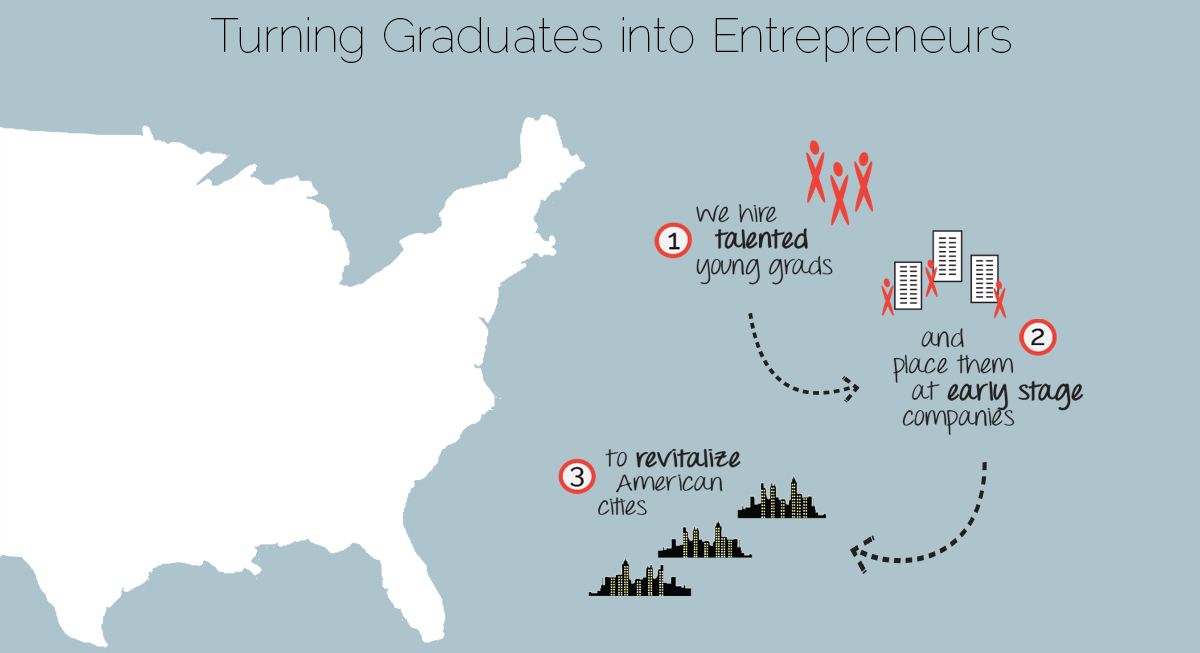 Turning Graduates into Entrepreneurs
1
we hire
talented
young grads
2
and
place them
at early stage
companies
3
to revitalize
American
cities